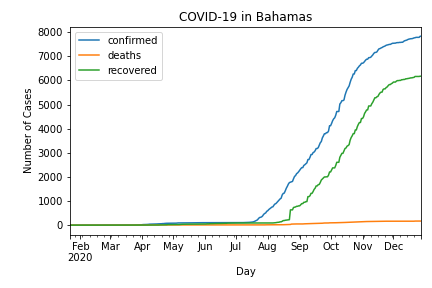 COVID-19 in Bahamas
confirmed
deaths
recovered
Number of Cases
8000
7000
6000
5000
4000
3000
2000
1000
0
Feb Mar Apr May Jun Jul Aug Sep Oct Nov Dec
2020
Day